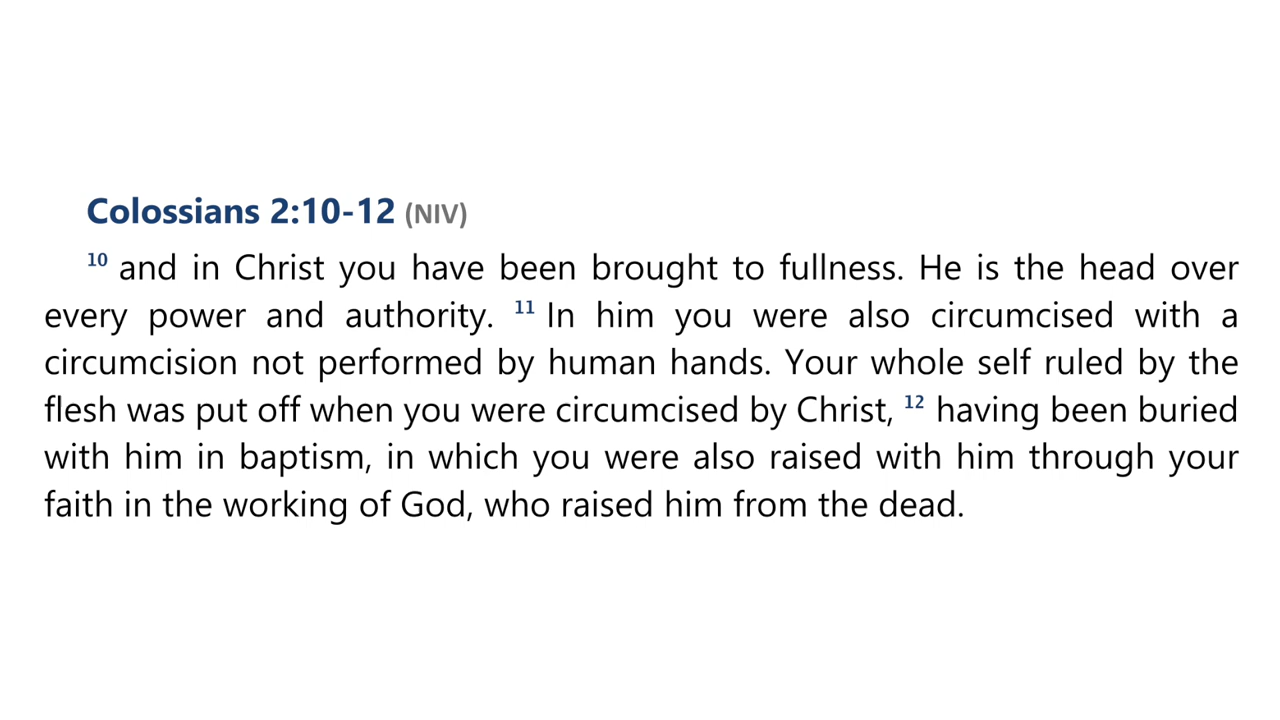 Colossians 2:10-12 (NIV)
10 and in Christ you have been brought to fullness. He is the head over
every power and authority. 11 In him you were also circumcised with a
circumcision not performed by human hands. Your whole self ruled by the
flesh was put off when you were circumcised by Christ, 12 having been buried
with him in baptism, in which you were also raised with him through your
faith in the working of God, who raised him from the dead.